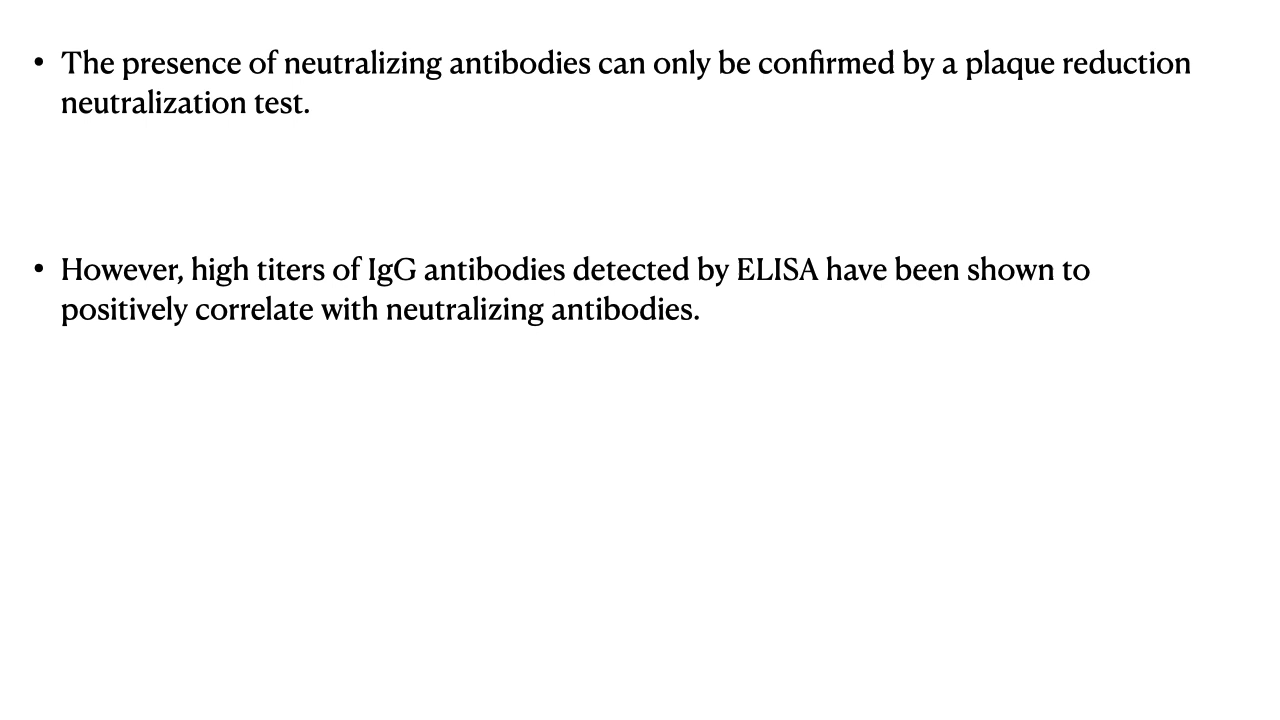 • The presence of neutralizing antibodies can only be confirmed by a plaque reduction
neutralization test.
• However, high titers of IgG antibodies detected by ELISA have been shown to
positively correlate with neutralizing antibodies.